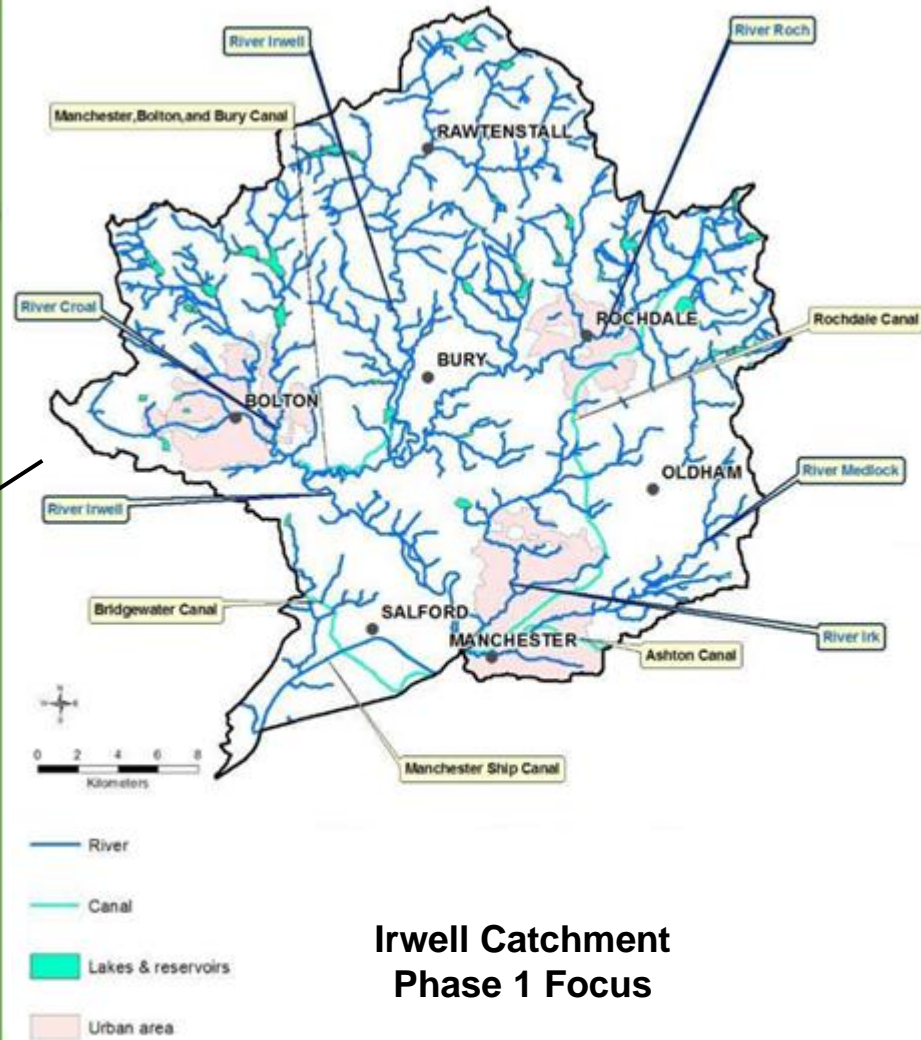 River Irwell
River Roch
Manchester,Bolton,and Bury Canal
RAWTENSTALL
River Croal
ROCHDALE
Rochdale Canal
BURY
BOLTON
OLDHAM
River Medlock
River Irwell
Bridgewater Canal
SALFORD
MANCHESTER
River Irk
Ashton Canal
Manchester Ship Canal
0 2 4 6 8
Kilometers
River
Canal
Lakes & reservoirs
Urban area
Irwell Catchment
Phase 1 Focus